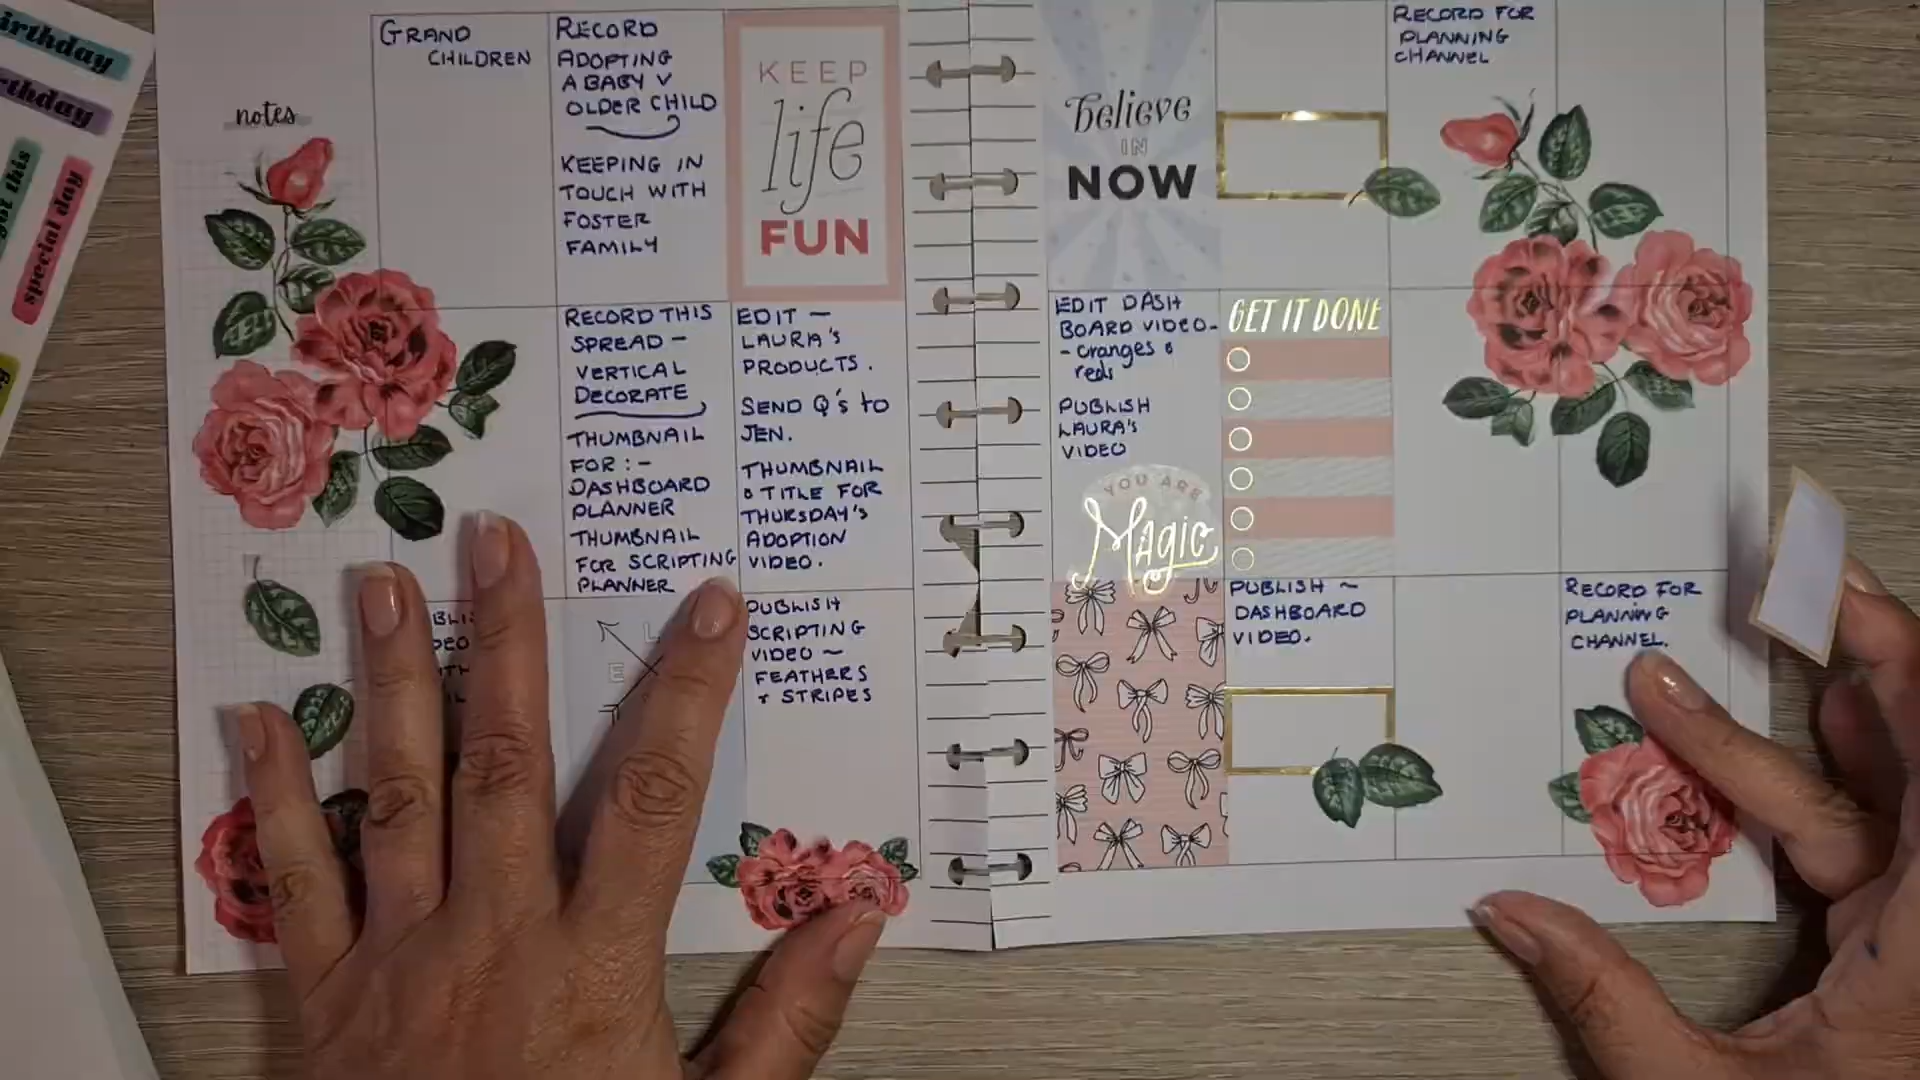 irthday
rthday
got this
special day
notes
GRAND
CHILDREN
RECORD
ADOPTING
A BABY V
OLDER CHILD
KEEPING IN
TOUCH WITH
FOSTER
FAMILY
KEEP
life
FUN
RECORD THIS
SPREAD –
VERTICAL
DECORATE
THUMBNAIL
FOR :-
DASHBOARD
PLANNER
THUMBNAIL
FOR SCRIPTING
PLANNER
EDIT –
LAURA'S
PRODUCTS.
SEND Q'S to
JEN.
THUMBNAIL
& TITLE FOR
THURSDAY'S
ADOPTION
VIDEO.
L
E
PUBLISH
SCRIPTING
VIDEO ~
FEATHERS
+ STRIPES
believe
IN
NOW
RECORD FOR
PLANNING
CHANNEL
EDIT DASH
BOARD VIDEO-
- oranges &
reds
PUBLISH
LAURA'S
VIDEO
YOU ARE
Magic
GET IT DONE
PUBLISH ~
DASHBOARD
VIDEO.
RECORD FOR
PLANNING
CHANNEL.